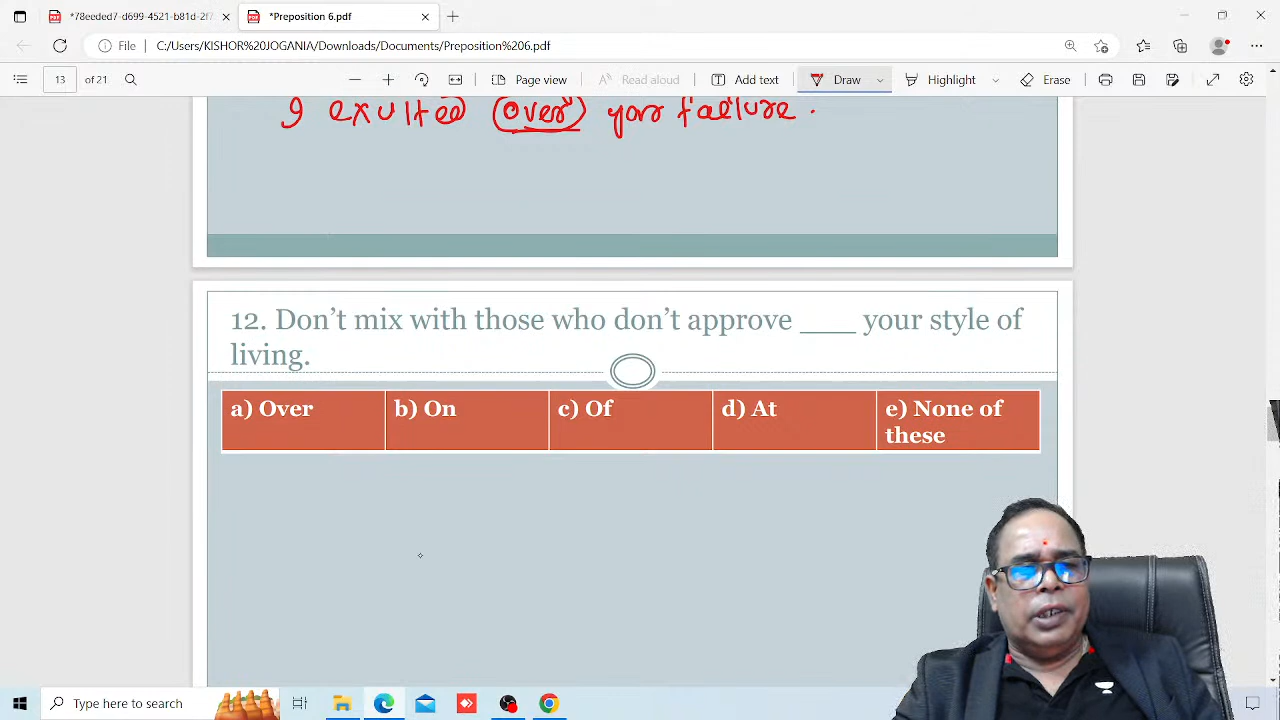 *78eeded7-d699-4521-b81d-2f7
*Preposition 6.pdf
File C:/Users/KISHOR%20JOGANIA/Downloads/Documents/Preposition%206.pdf
13 of 21 Page view Read aloud Add text Draw Highlight Erase
I exulted over your failure.
12. Don’t mix with those who don’t approve ____ your style of
living.
a) Over b) On c) Of d) At e) None of
these
Type here to search